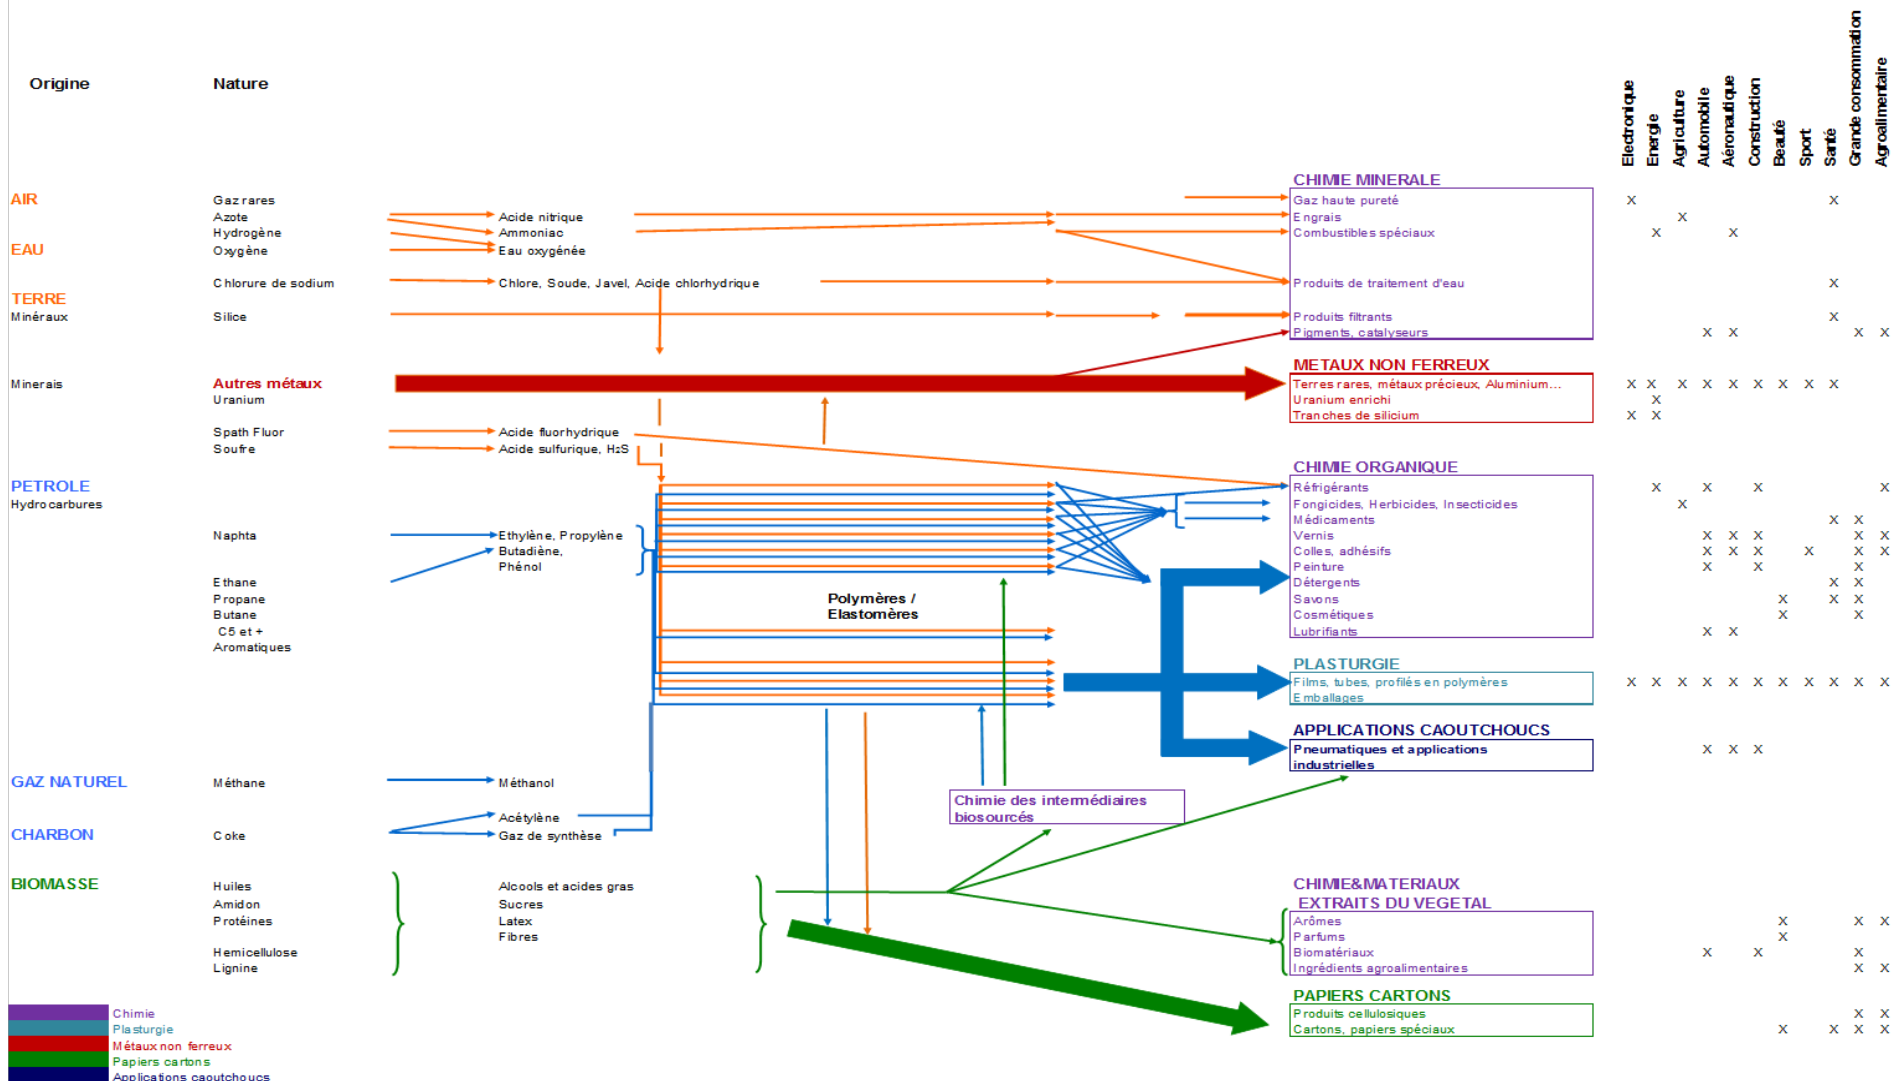 Origine Nature Electronique Energie Agriculture Automobile Aéronautique Construction Beauté Sport Santé Grande consommation Agroalimentaire
CHIMIE MINERALE
AIR Gaz rares Gaz haute pureté X X
Azote Acide nitrique Engrais X
Hydrogène Ammoniac Combustibles spéciaux X X
EAU Oxygène Eau oxygénée
Chlorure de sodium Chlore, Soude, Javel, Acide chlorhydrique Produits de traitement d'eau X
TERRE
Minéraux Silice Produits filtrants X
Pigments, catalyseurs X X X X
METAUX NON FERREUX
Minerais Autres métaux Terres rares, métaux précieux, Aluminium... X X X X X X X X X
Uranium Uranium enrichi X
Tranches de silicium X X
Spath Fluor Acide fluorhydrique
Soufre Acide sulfurique, H2S
CHIMIE ORGANIQUE
PETROLE Réfrigérants X X X X
Hydrocarbures Fongicides, Herbicides, Insecticides X
Médicaments X X
Naphta Ethylène, Propylène Vernis X X X X X
Butadiène, Colles, adhésifs X X X X X X
Phénol Peinture X X X
Ethane Détergents X X
Propane Polymères / Savons X X X
Butane Elastomères Cosmétiques X X
C5 et + Lubrifiants X X
Aromatiques
PLASTURGIE
Films, tubes, profilés en polymères X X X X X X X X X X X
Emballages
APPLICATIONS CAOUTCHOUCS
Pneumatiques et applications X X X
industrielles
GAZ NATUREL Méthane Méthanol
Chimie des intermédiaires
biosourcés
Acétylène
CHARBON Coke Gaz de synthèse
BIOMASSE Huiles Alcools et acides gras CHIMIE&MATERIAUX
Amidon Sucres EXTRAITS DU VEGETAL
Protéines Latex Arômes X X X
Fibres Parfums X
Hemicellulose Biomatériaux X X X
Lignine Ingrédients agroalimentaires X X
PAPIERS CARTONS
Chimie Produits cellulosiques X X
Plasturgie Cartons, papiers spéciaux X X X X
Métaux non ferreux
Papiers cartons
Applications caoutchoucs